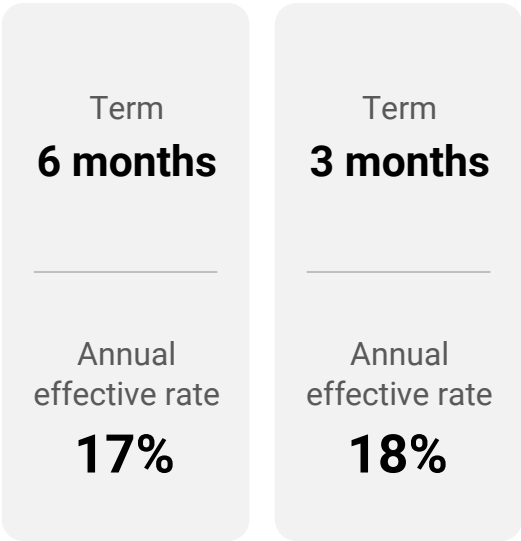 Term
6 months
Annual
effective rate
17%
Term
3 months
Annual
effective rate
18%